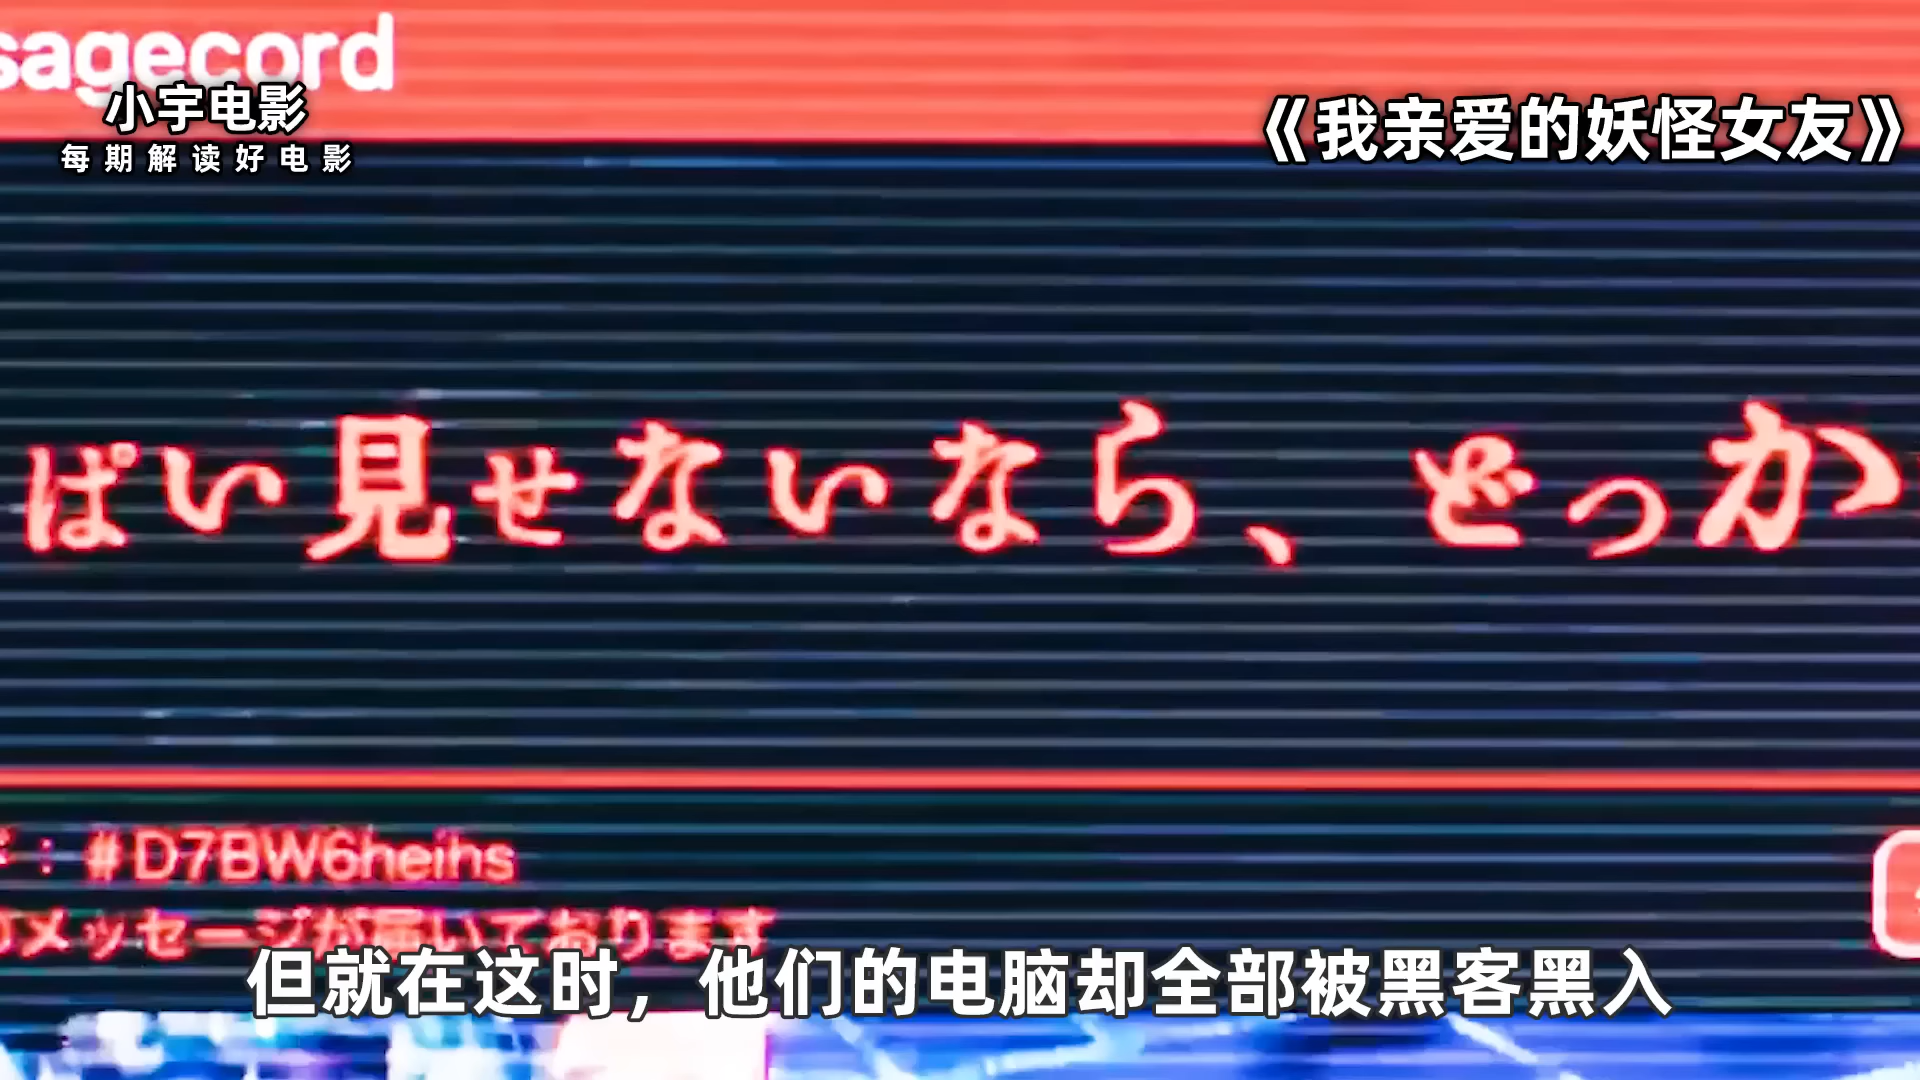 sagecord
小宇电影
每期解读好电影
《我亲爱的妖怪女友》
ぱい見せないなら、どっか
: #D7BW6heihs
メッセージが届いております
但就在这时，他们的电脑却全部被黑客黑入